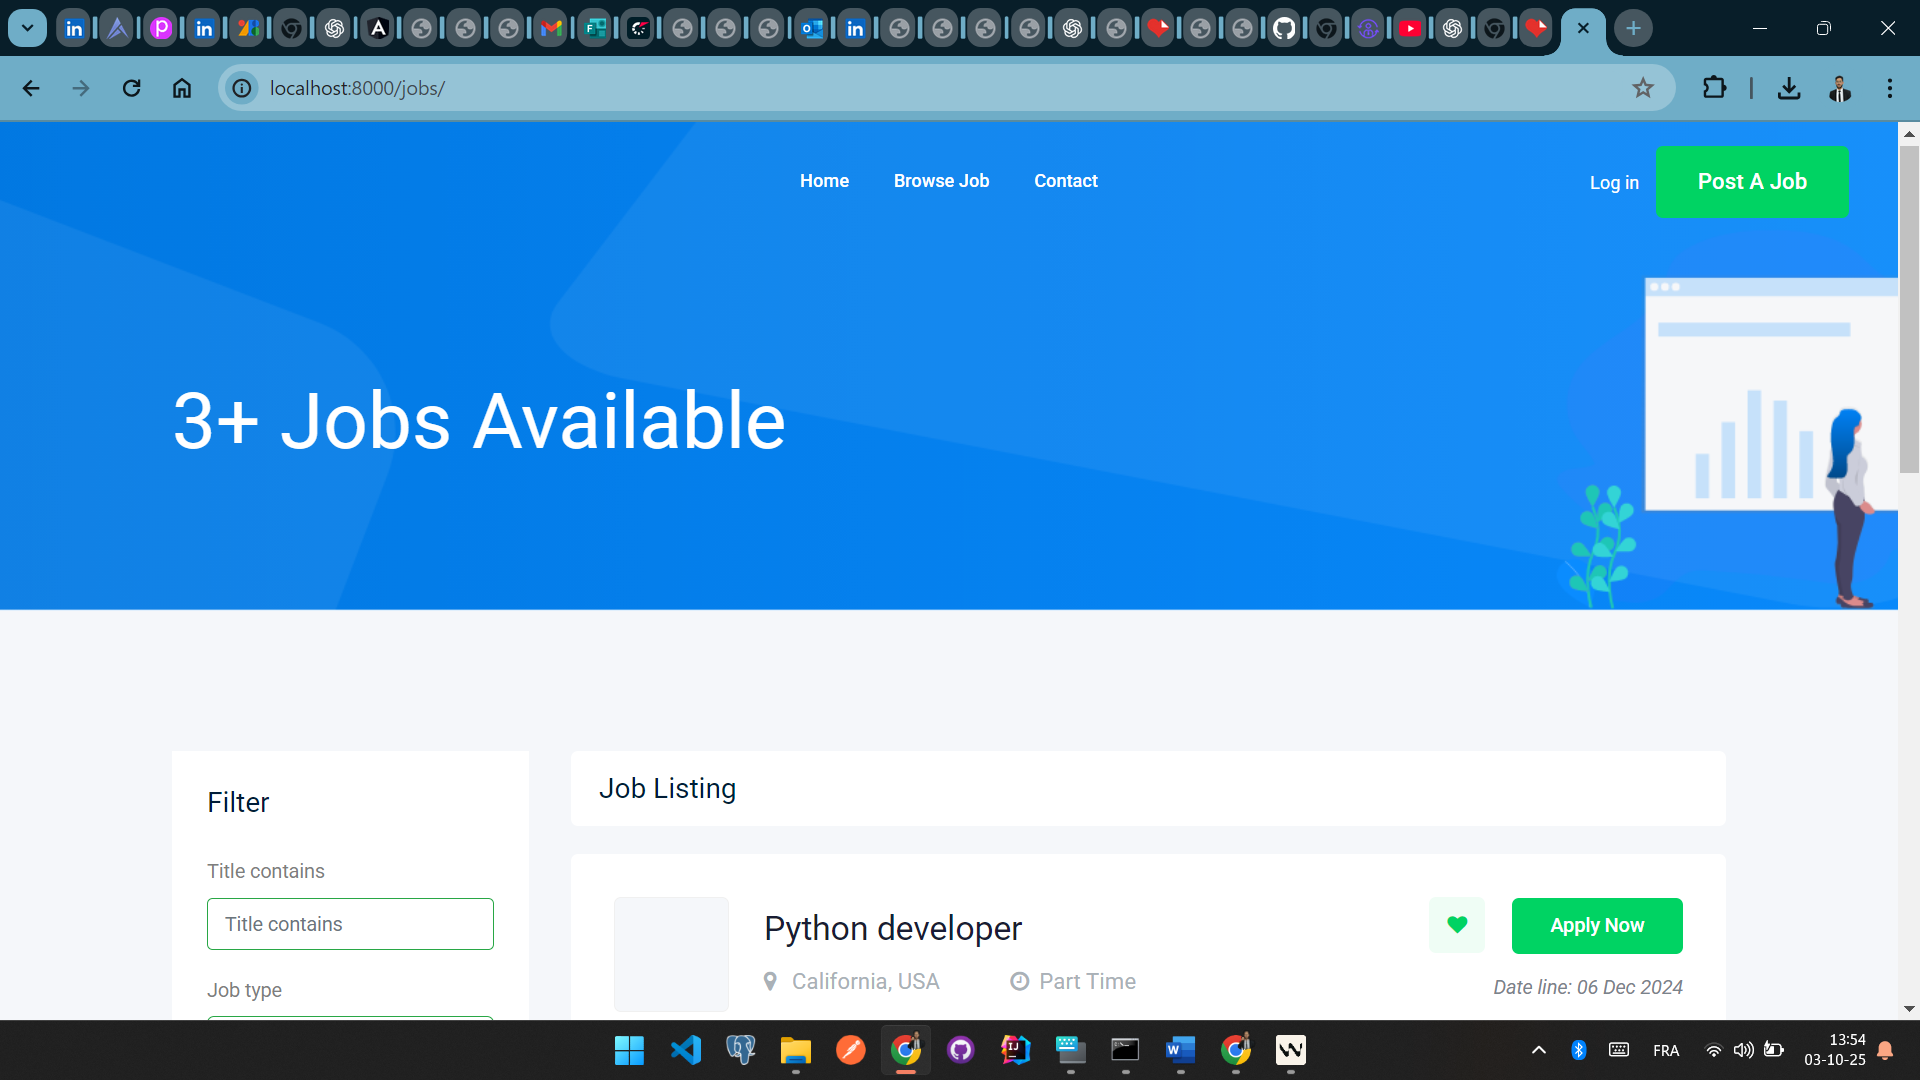 localhost:8000/jobs/
Home
Browse Job
Contact
Log in
Post A Job
3+ Jobs Available
Filter
Title contains
Title contains
Job type
Job Listing
Python developer
California, USA
Part Time
Apply Now
Date line: 06 Dec 2024
FRA
13:54
03-10-25